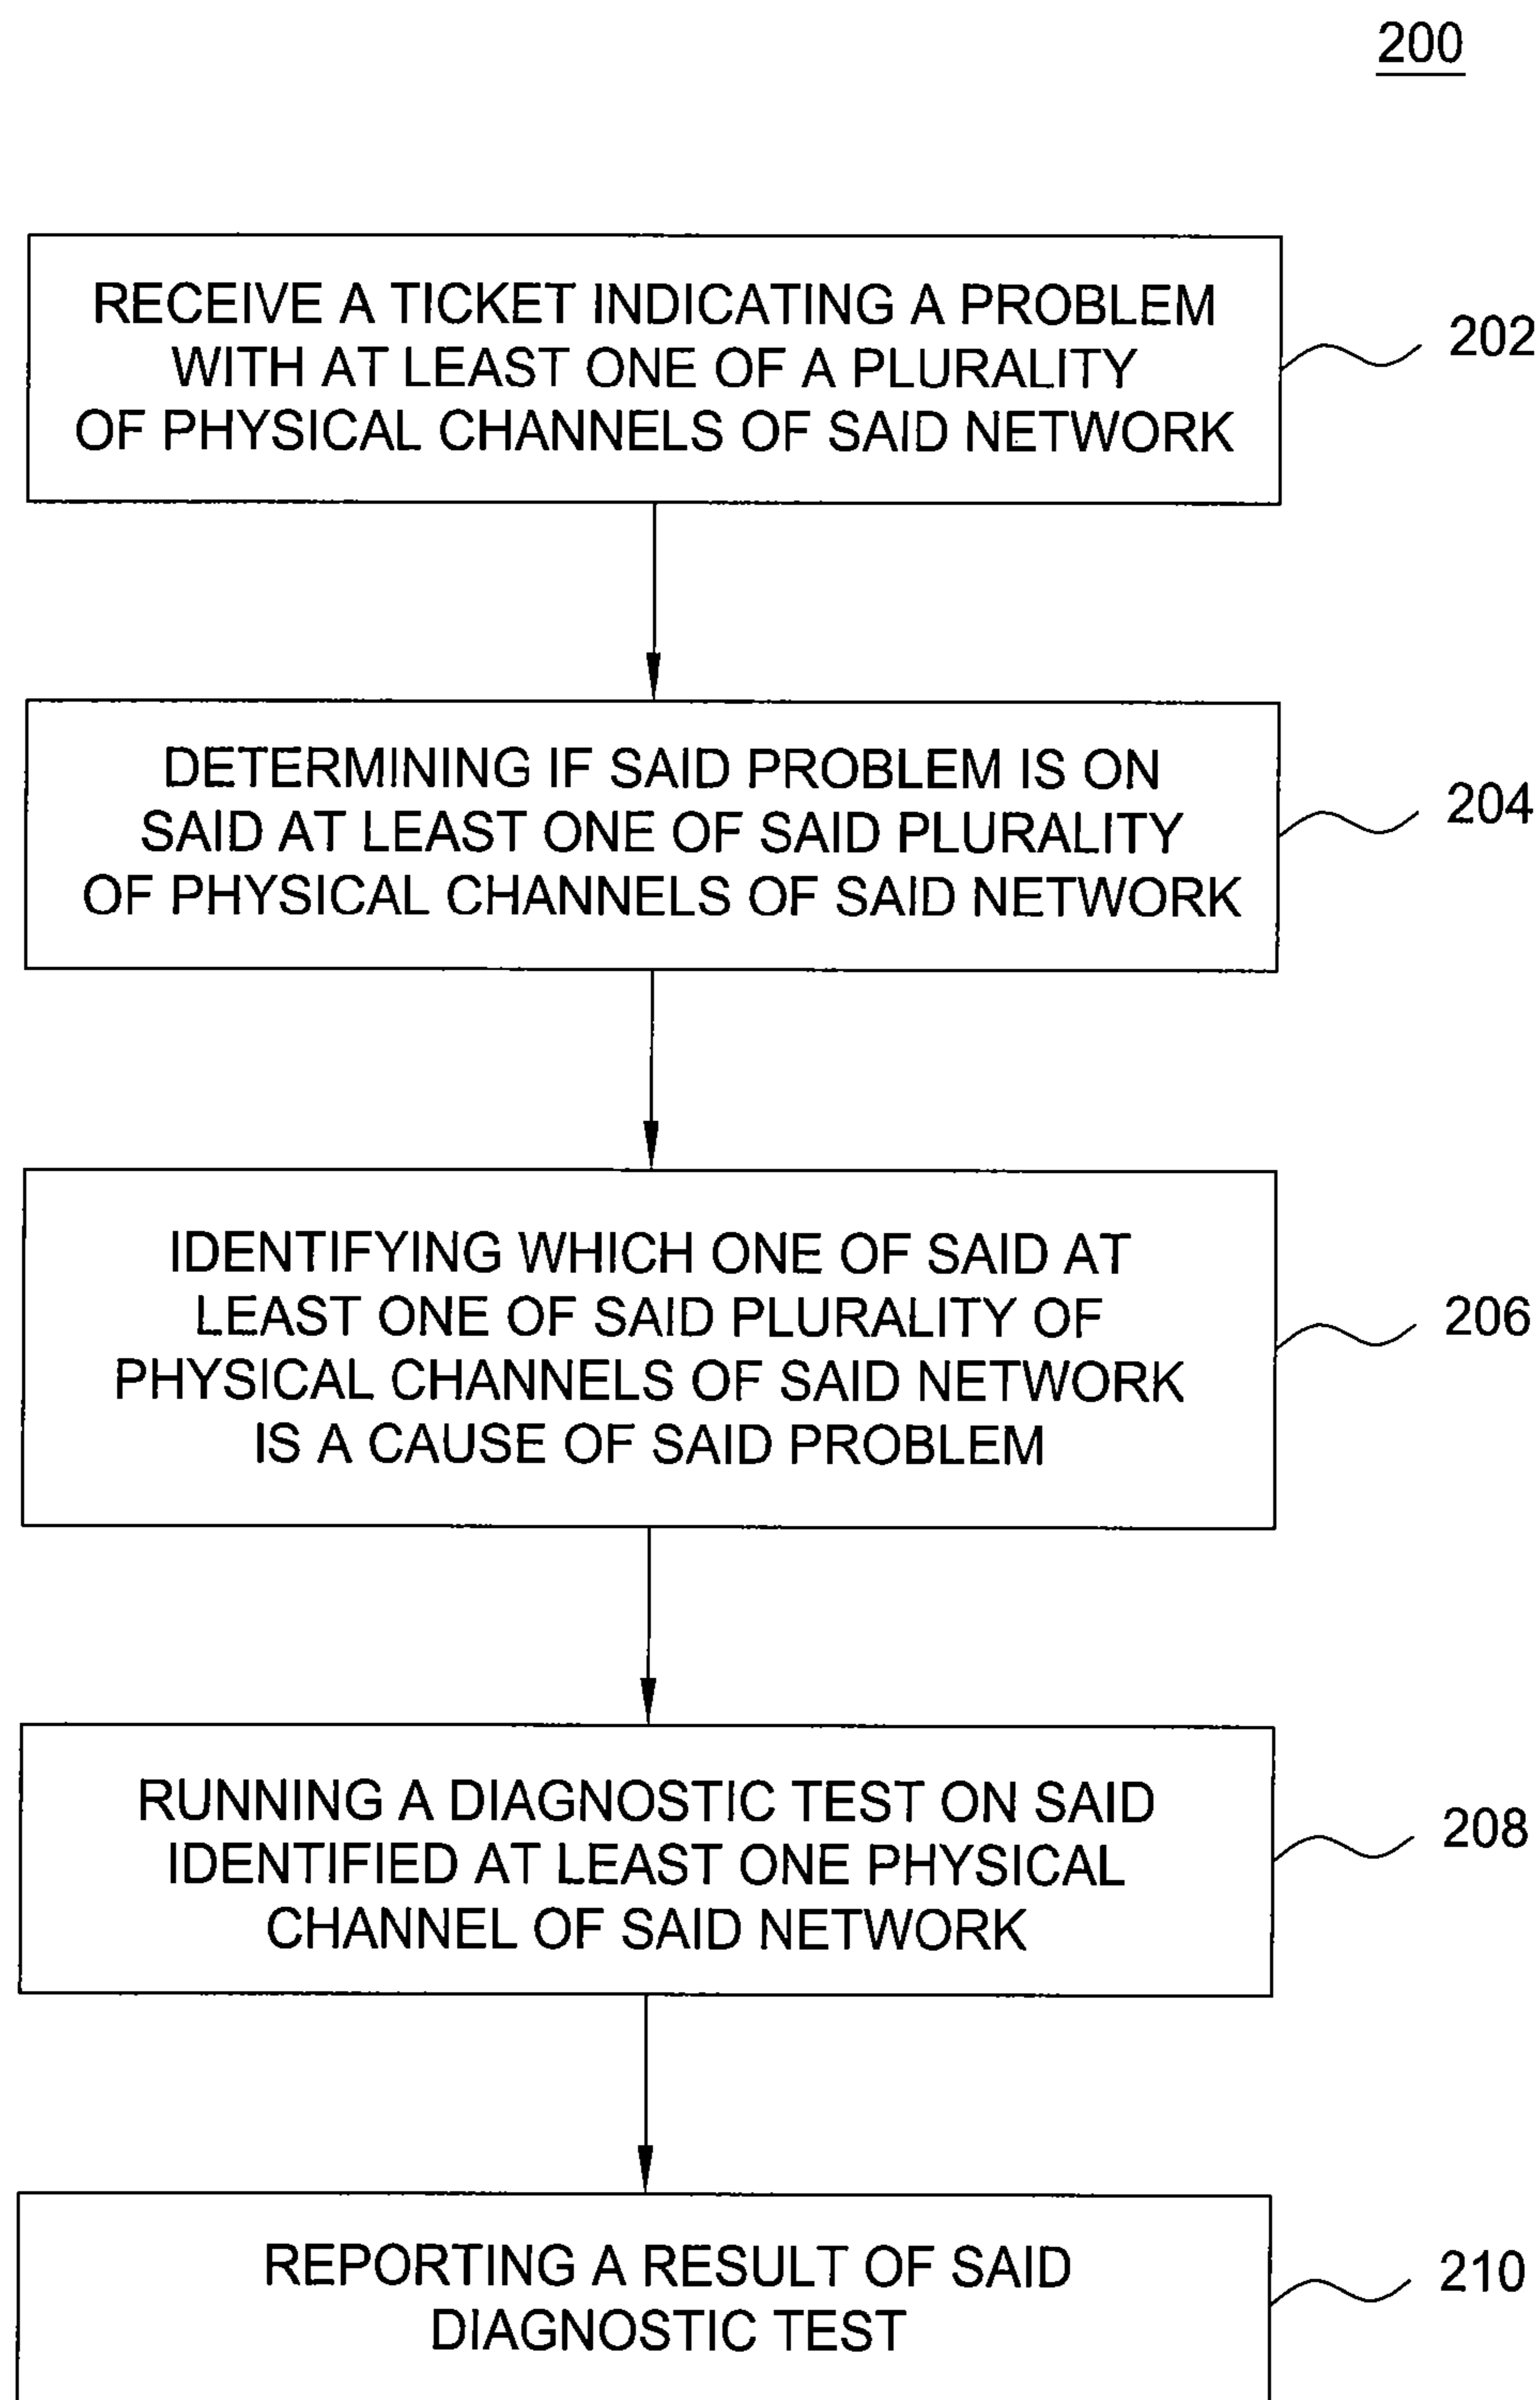 200
RECEIVE A TICKET INDICATING A PROBLEM
WITH AT LEAST ONE OF A PLURALITY
OF PHYSICAL CHANNELS OF SAID NETWORK
202
DETERMINING IF SAID PROBLEM IS ON
SAID AT LEAST ONE OF SAID PLURALITY
OF PHYSICAL CHANNELS OF SAID NETWORK
204
IDENTIFYING WHICH ONE OF SAID AT
LEAST ONE OF SAID PLURALITY OF
PHYSICAL CHANNELS OF SAID NETWORK
IS A CAUSE OF SAID PROBLEM
206
RUNNING A DIAGNOSTIC TEST ON SAID
IDENTIFIED AT LEAST ONE PHYSICAL
CHANNEL OF SAID NETWORK
208
REPORTING A RESULT OF SAID
DIAGNOSTIC TEST
210